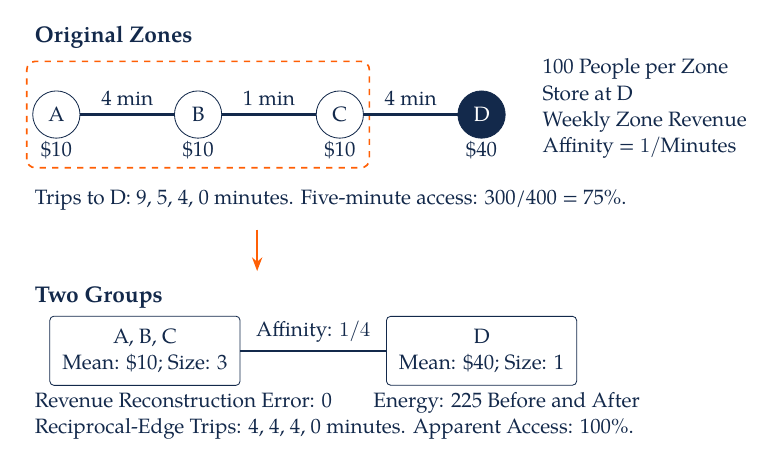 Original Zones
100 People per Zone
Store at D
Weekly Zone Revenue
Affinity = 1/Minutes
4 min 1 min 4 min
A B C D
$10 $10 $10 $40
Trips to D: 9, 5, 4, 0 minutes. Five-minute access: 300/400 = 75%.
Two Groups
A, B, C
Mean: $10; Size: 3
Affinity: 1/4
D
Mean: $40; Size: 1
Revenue Reconstruction Error: 0 Energy: 225 Before and After
Reciprocal-Edge Trips: 4, 4, 4, 0 minutes. Apparent Access: 100%.